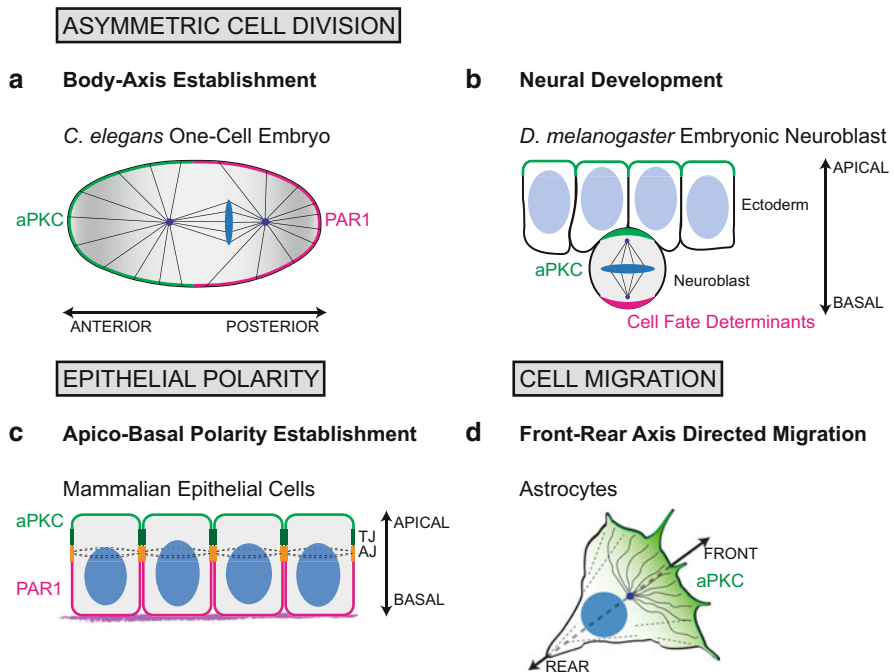 ASYMMETRIC CELL DIVISION
a Body-Axis Establishment
C. elegans One-Cell Embryo
aPKC
PAR1
ANTERIOR POSTERIOR
b Neural Development
D. melanogaster Embryonic Neuroblast
APICAL
Ectoderm
aPKC
Neuroblast
BASAL
Cell Fate Determinants
EPITHELIAL POLARITY
c Apico-Basal Polarity Establishment
Mammalian Epithelial Cells
aPKC
APICAL
TJ
AJ
PAR1
BASAL
CELL MIGRATION
d Front-Rear Axis Directed Migration
Astrocytes
FRONT
aPKC
REAR